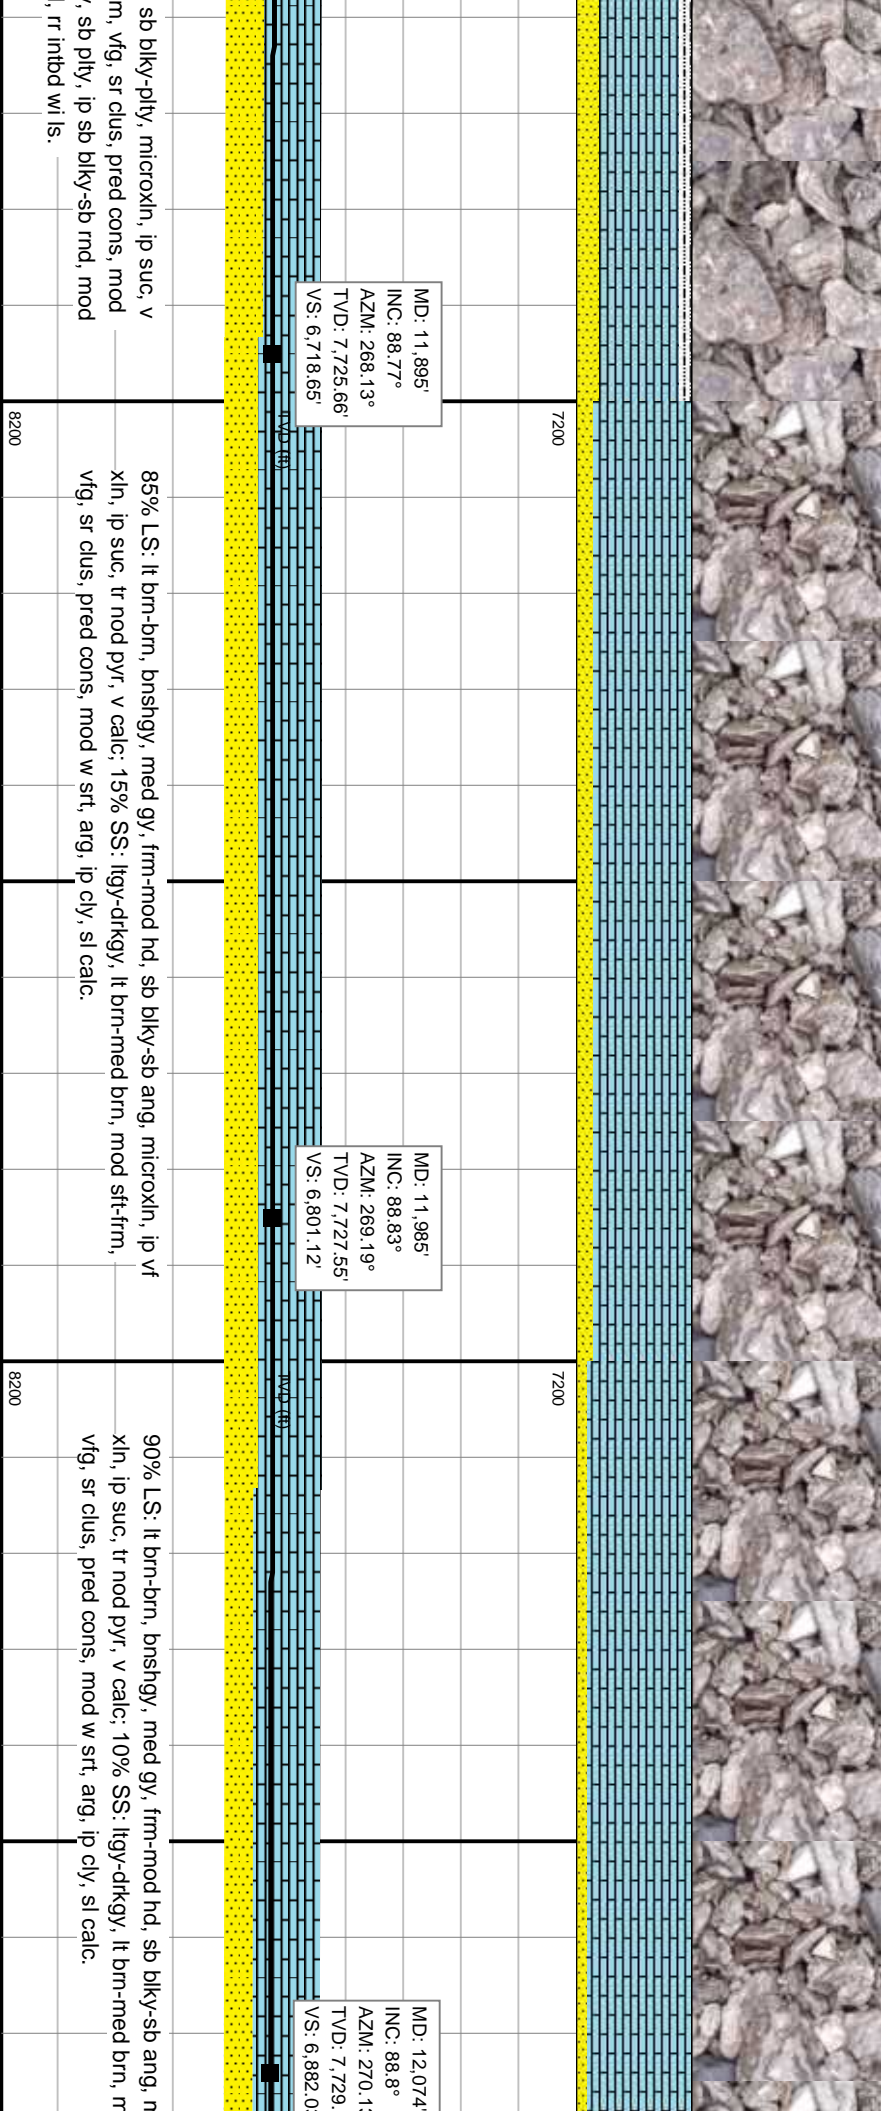 sb blky-plty, microxln, ip suc, v
m, vfg, sr clus, pred cons, mod
, sb plty, ip sb blky-sb rnd, mod
, rr intbd wi ls.
MD: 11,895'
INC: 88.77°
AZM: 268.13°
TVD: 7,725.66'
VS: 6,718.65'
7200
TVD (ft)
8200
85% LS: lt brn-brn, bnshgy, med gy, frm-mod hd, sb blky-sb ang, microxln, ip vf
xln, ip suc, tr nod pyr, v calc; 15% SS: ltgy-drkgy, lt brn-med brn, mod sft-frm,
vfg, sr clus, pred cons, mod w srt, arg, ip cly, sl calc.
MD: 11,985'
INC: 88.83°
AZM: 269.19°
TVD: 7,727.55'
VS: 6,801.12'
7200
TVD (ft)
8200
90% LS: lt brn-brn, bnshgy, med gy, frm-mod hd, sb blky-sb ang, m
xln, ip suc, tr nod pyr, v calc; 10% SS: ltgy-drkgy, lt brn-med brn, m
vfg, sr clus, pred cons, mod w srt, arg, ip cly, sl calc.
MD: 12,074'
INC: 88.8°
AZM: 270.13
TVD: 7,729.
VS: 6,882.0